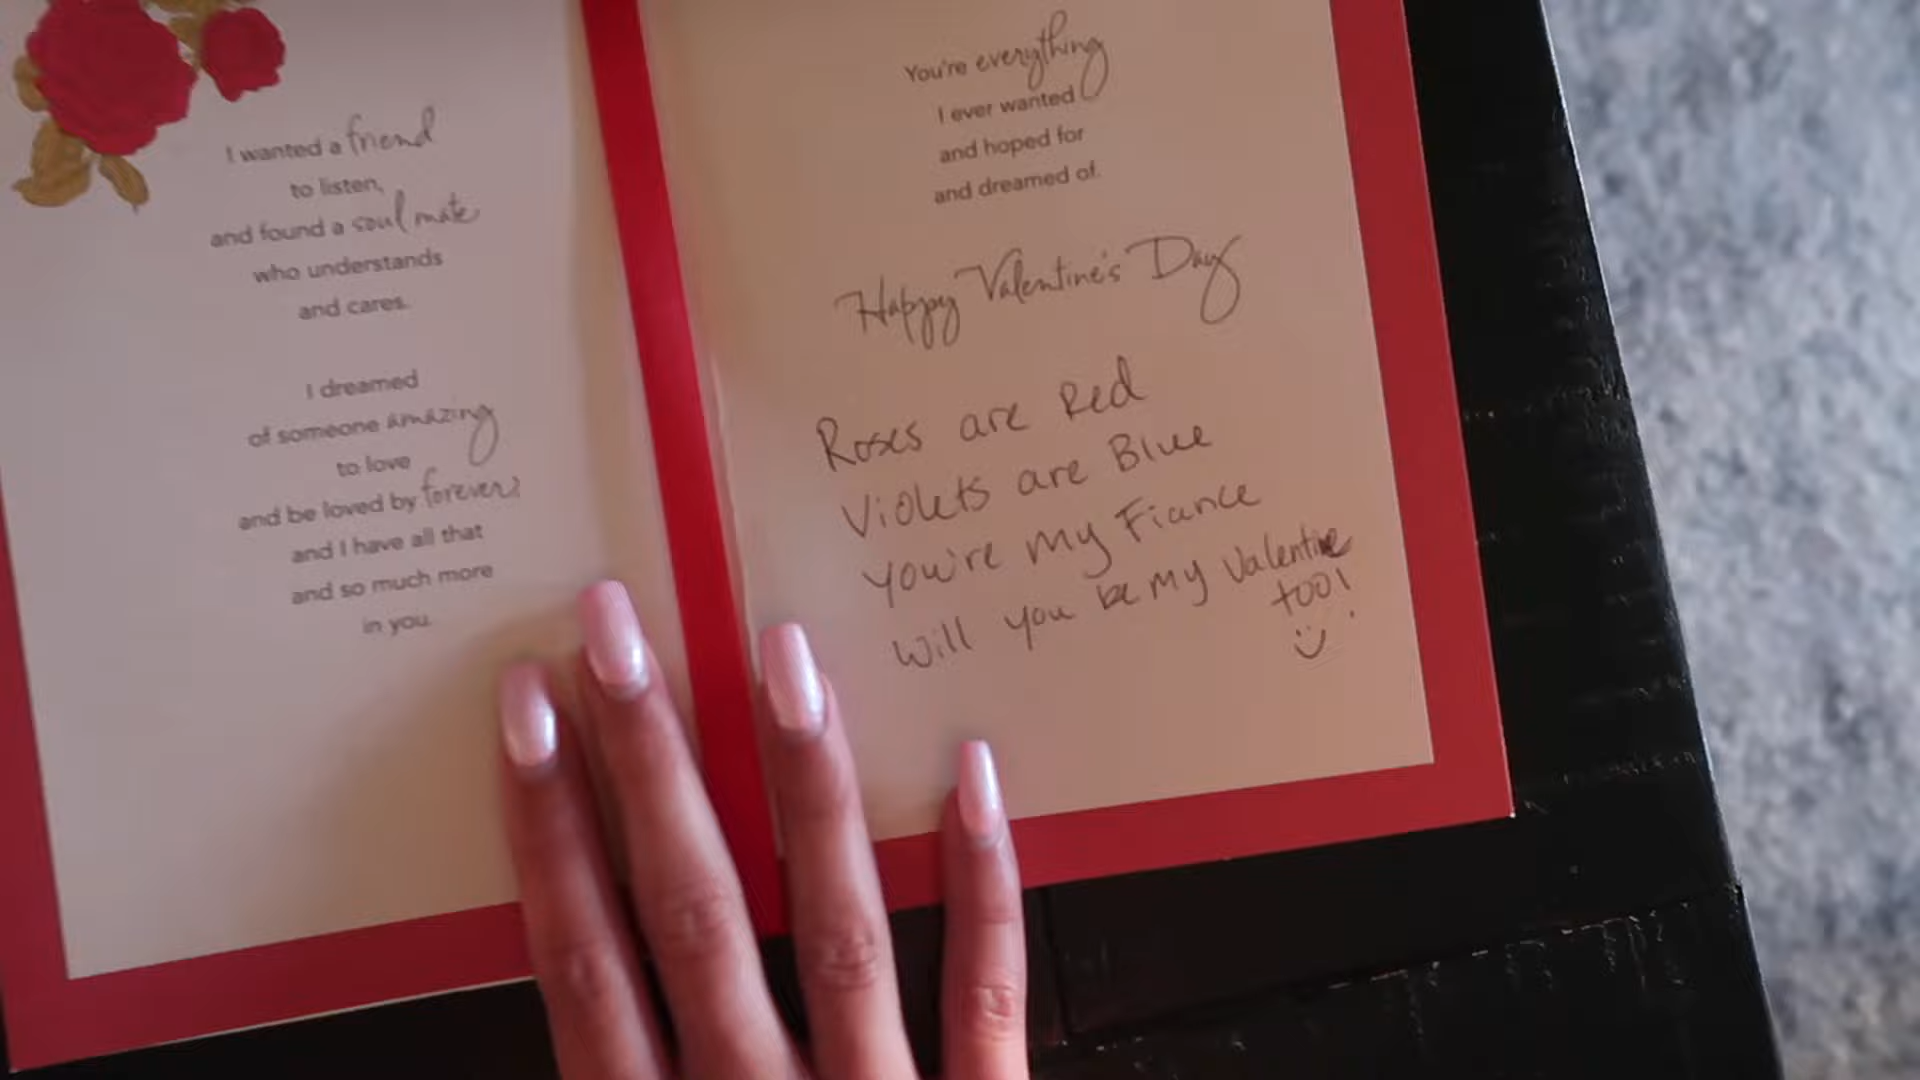 I wanted a friend
to listen,
and found a soul mate
who understands
and cares.
I dreamed
of someone amazing
to love
and be loved by forever,
and I have all that
and so much more
in you.
You're everything
I ever wanted
and hoped for
and dreamed of.
Happy Valentine's Day
Roses are Red
Violets are Blue
You're my Fiance
Will you be my Valentine
too!